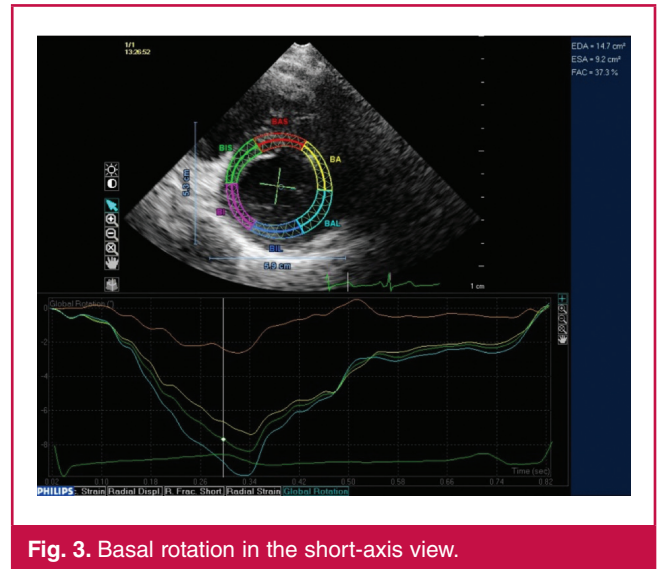 1/1
13:26:52
EDA = 14.7 cm²
ESA = 9.2 cm²
FAC = 37.3 %
BAS
BIS
BA
BAL
BIL
5.9 cm
1 cm
Global Rotation (°)
0
-2
-4
-6
-8
Time (sec)
0.02 0.10 0.18 0.26 0.34 0.42 0.50 0.58 0.66 0.74 0.82
PHILIPS : Strain Radial Displ. R. Frac. Short. Radial Strain Global Rotation
Fig. 3. Basal rotation in the short-axis view.